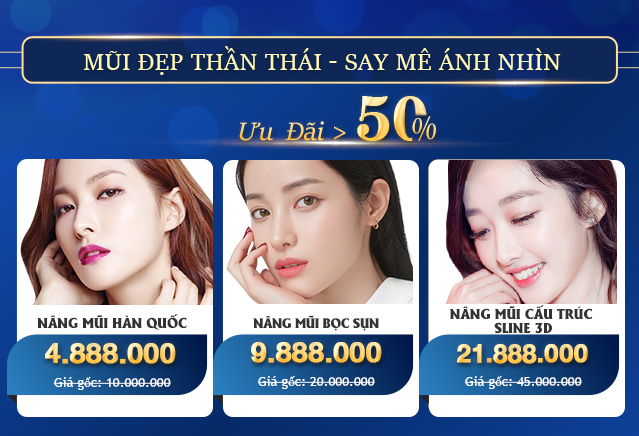 MŨI ĐẸP THẦN THÁI - SAY MÊ ÁNH NHÌN
Ưu Đãi > 50%
NÂNG MŨI HÀN QUỐC
4.888.000
Giá gốc: 10.000.000
NÂNG MŨI BỌC SỤN
9.888.000
Giá gốc: 20.000.000
NÂNG MŨI CẤU TRÚC
SLINE 3D
21.888.000
Giá gốc: 45.000.000